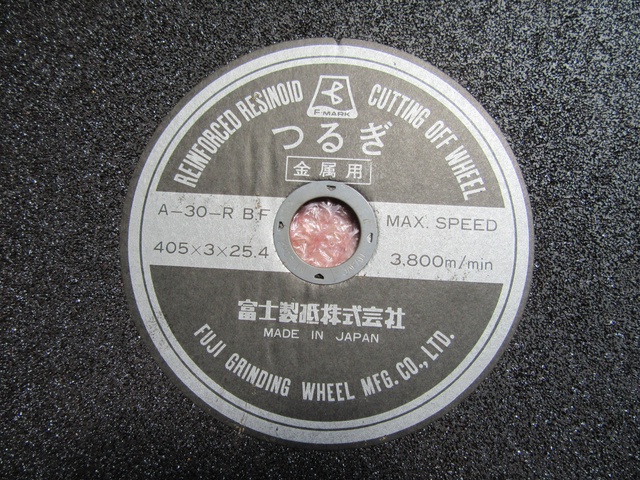 REINFORCED RESINOID CUTTING OFF WHEEL
F-MARK
つるぎ
金属用
A-30-R BF
405×3×25.4
MAX. SPEED
3,800m/min
富士製砥株式会社
MADE IN JAPAN
FUJI GRINDING WHEEL MFG. CO., LTD.